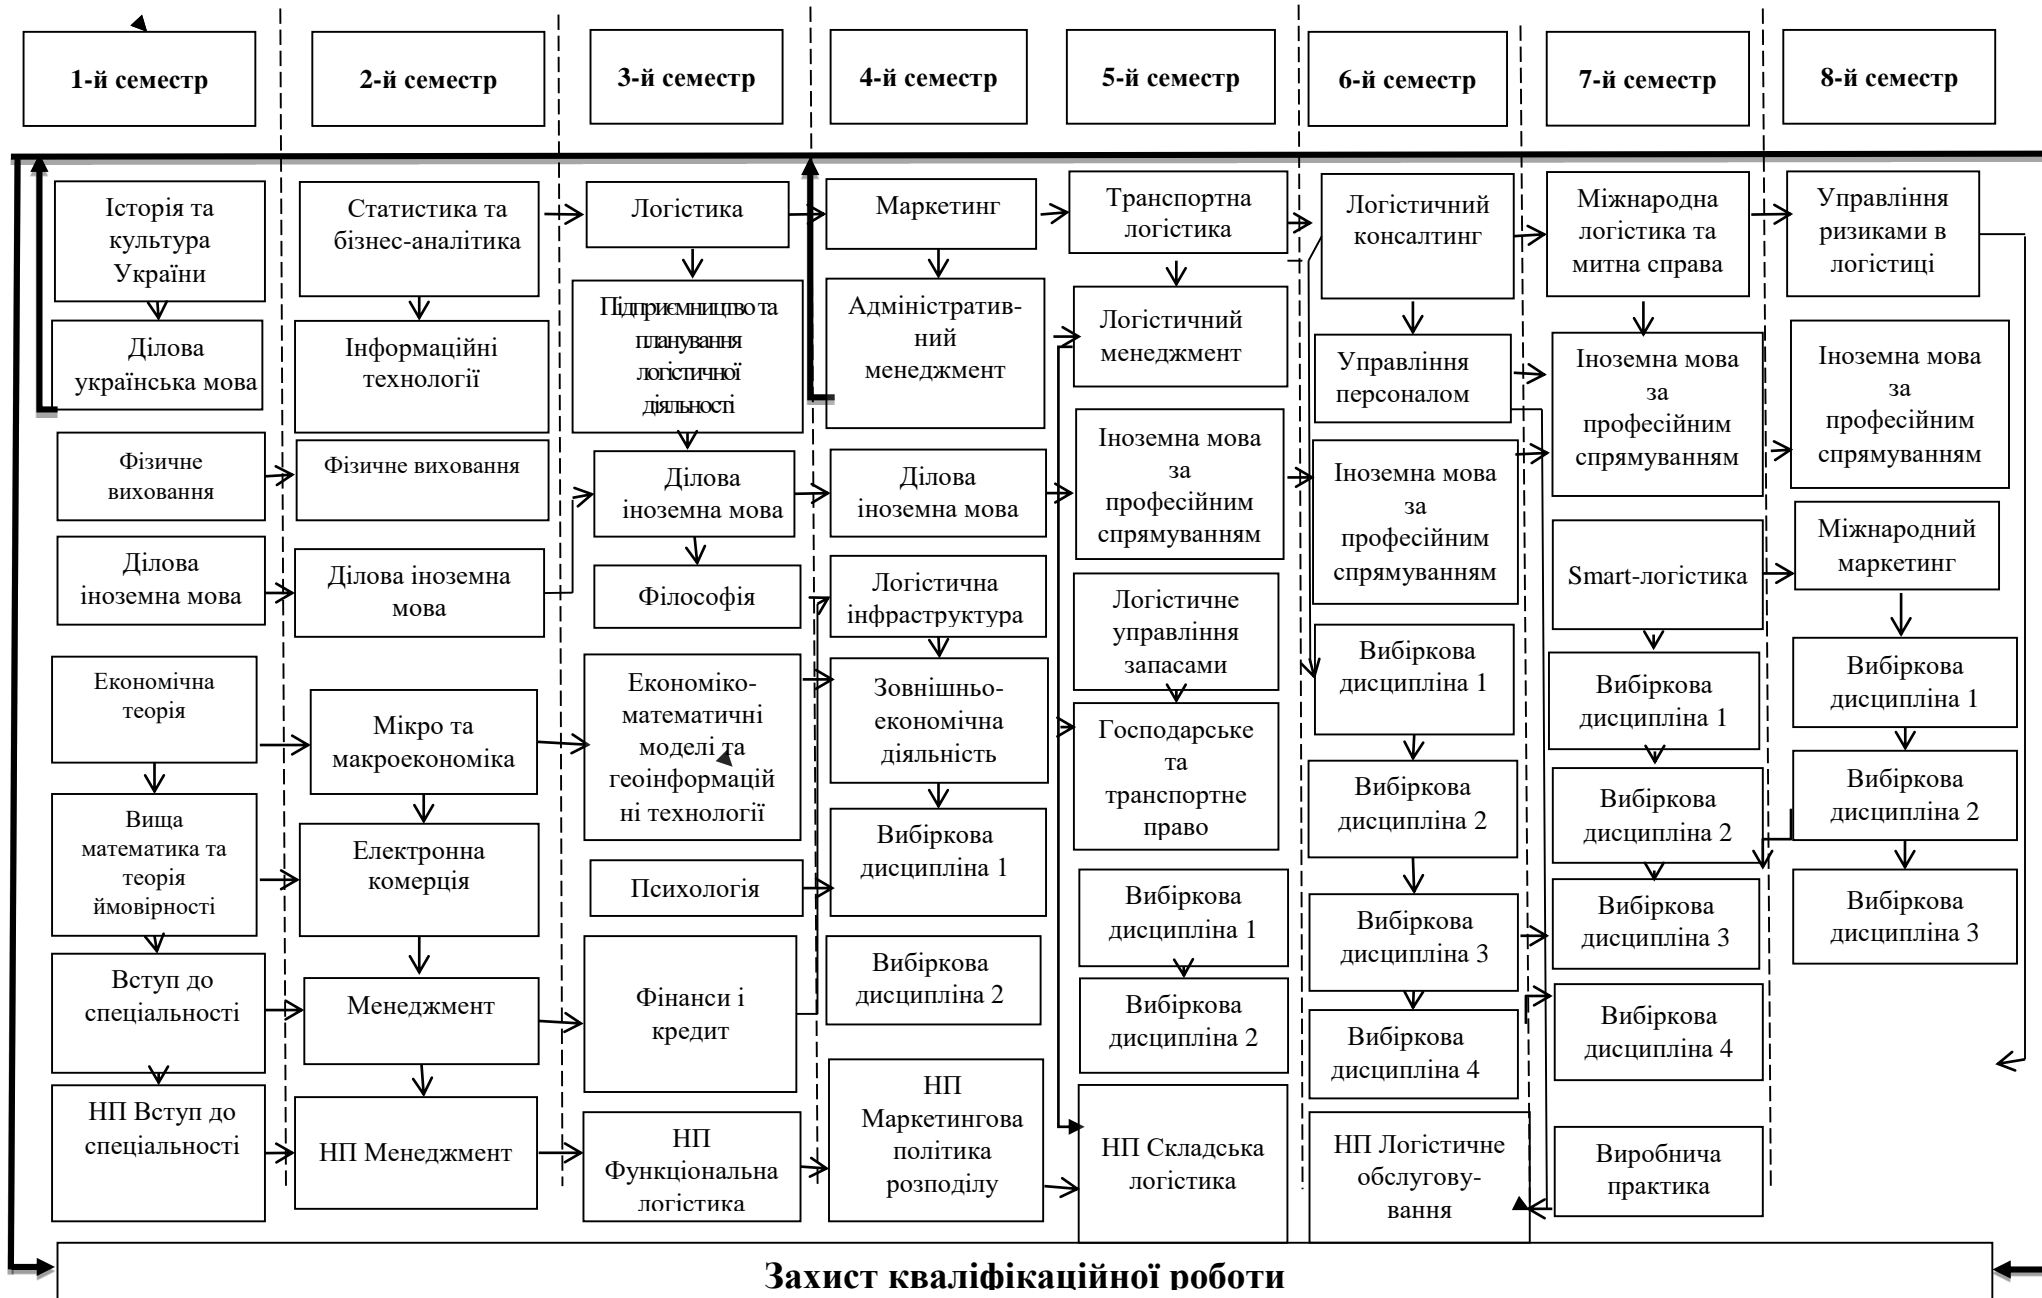 1-й семестр
2-й семестр
3-й семестр
4-й семестр
5-й семестр
6-й семестр
7-й семестр
8-й семестр
Історія та
культура
України
Ділова
українська мова
Фізичне
виховання
Ділова
іноземна мова
Економічна
теорія
Вища
математика та
теорія
ймовірності
Вступ до
спеціальності
НП Вступ до
спеціальності
Статистика та
бізнес-аналітика
Інформаційні
технології
Фізичне виховання
Ділова іноземна
мова
Мікро та
макроекономіка
Електронна
комерція
Менеджмент
НП Менеджмент
Логістика
Підприємництво та
планування
логістичної
діяльності
Ділова
іноземна мова
Філософія
Економіко-
математичні
моделі та
геоінформацій
ні технології
Психологія
Фінанси і
кредит
НП
Функціональна
логістика
Маркетинг
Адміністратив-
ний
менеджмент
Ділова
іноземна мова
Логістична
інфраструктура
Зовнішньо-
економічна
діяльність
Вибіркова
дисципліна 1
Вибіркова
дисципліна 2
НП
Маркетингова
політика
розподілу
Транспортна
логістика
Логістичний
менеджмент
Іноземна мова
за
професійним
спрямуванням
Логістичне
управління
запасами
Господарське
та
транспортне
право
Вибіркова
дисципліна 1
Вибіркова
дисципліна 2
НП Складська
логістика
Логістичний
консалтинг
Управління
персоналом
Іноземна мова
за
професійним
спрямуванням
Вибіркова
дисципліна 1
Вибіркова
дисципліна 2
Вибіркова
дисципліна 3
Вибіркова
дисципліна 4
НП Логістичне
обслугову-
вання
Міжнародна
логістика та
митна справа
Іноземна мова
за
професійним
спрямуванням
Smart-логістика
Вибіркова
дисципліна 1
Вибіркова
дисципліна 2
Вибіркова
дисципліна 3
Вибіркова
дисципліна 4
Виробнича
практика
Управління
ризиками в
логістиці
Іноземна мова
за
професійним
спрямуванням
Міжнародний
маркетинг
Вибіркова
дисципліна 1
Вибіркова
дисципліна 2
Вибіркова
дисципліна 3
Захист кваліфікаційної роботи